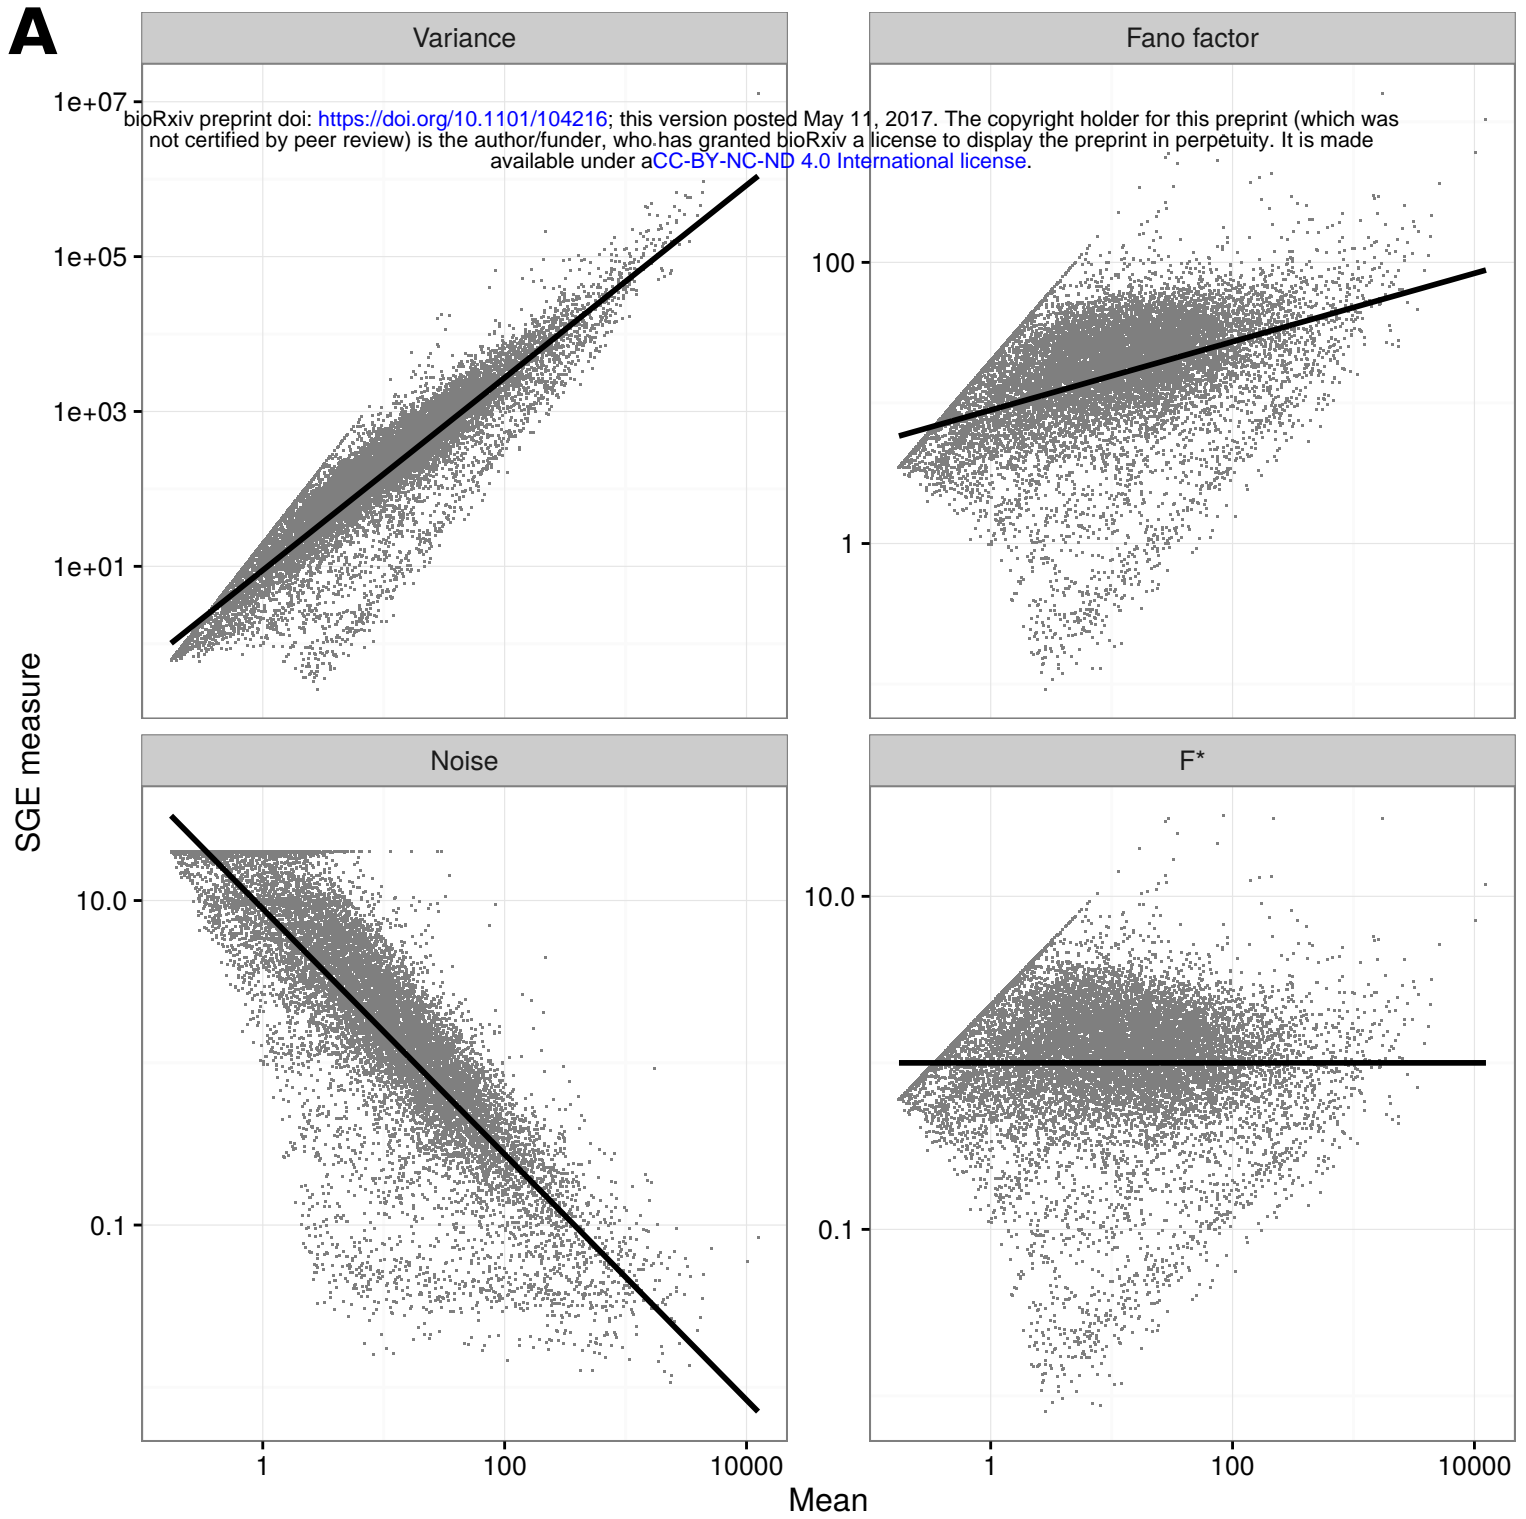 A
Variance
Fano factor
bioRxiv preprint doi: https://doi.org/10.1101/104216; this version posted May 11, 2017. The copyright holder for this preprint (which was
not certified by peer review) is the author/funder, who has granted bioRxiv a license to display the preprint in perpetuity. It is made
available under aCC-BY-NC-ND 4.0 International license.
1e+07
1e+05
1e+03
1e+01
100
1
SGE measure
Noise
F*
10.0
0.1
10.0
0.1
1
100
10000
1
100
10000
Mean